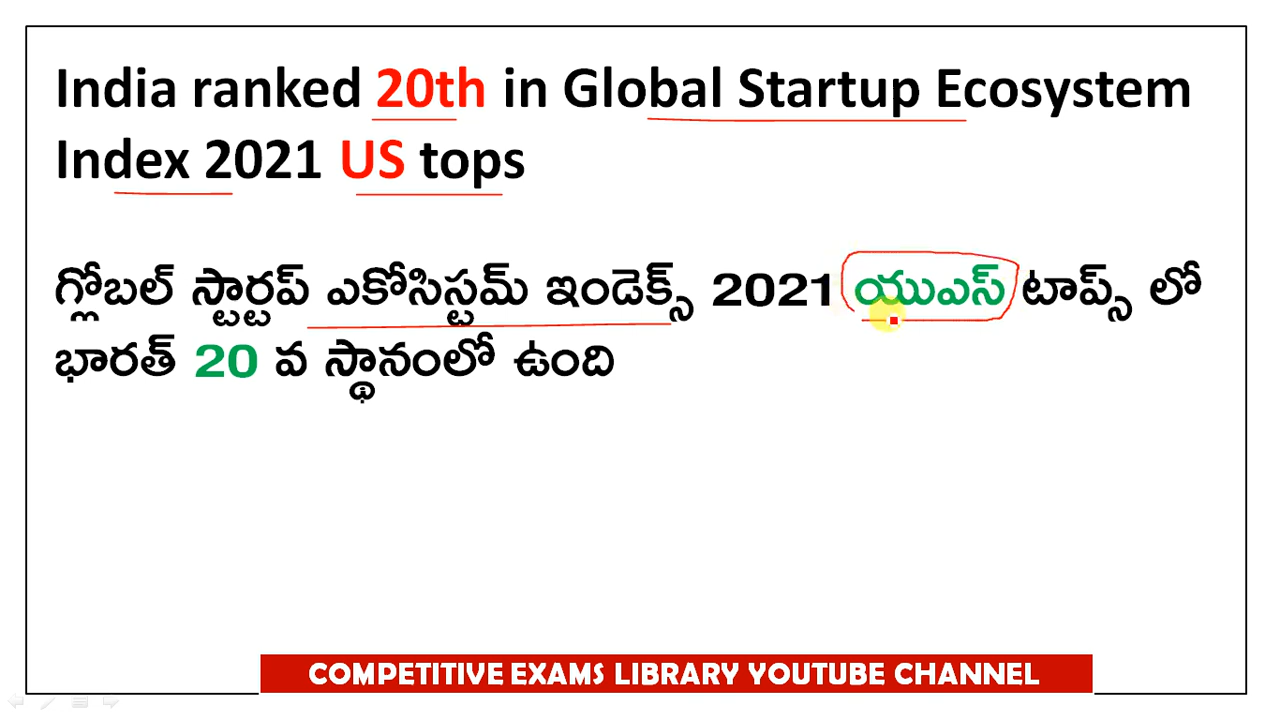 India ranked 20th in Global Startup Ecosystem
Index 2021 US tops
గ్లోబల్ స్టార్టప్ ఎకోసిస్టమ్ ఇండెక్స్ 2021 యుఎస్ టాప్స్ లో
భారత్ 20 వ స్థానంలో ఉంది
COMPETITIVE EXAMS LIBRARY YOUTUBE CHANNEL